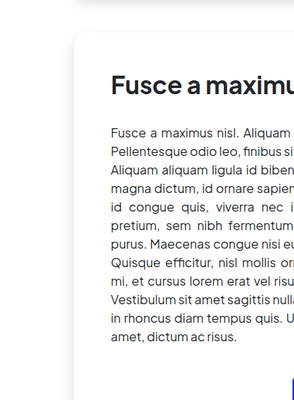 Fusce a maximu
Fusce a maximus nisl. Aliquam
Pellentesque odio leo, finibus si
Aliquam aliquam ligula id biben
magna dictum, id ornare sapien
id congue quis, viverra nec i
pretium, sem nibh fermentum
purus. Maecenas congue nisi eu
Quisque efficitur, nisl mollis or
mi, et cursus lorem erat vel risu
Vestibulum sit amet sagittis null
in rhoncus diam tempus quis. U
amet, dictum ac risus.